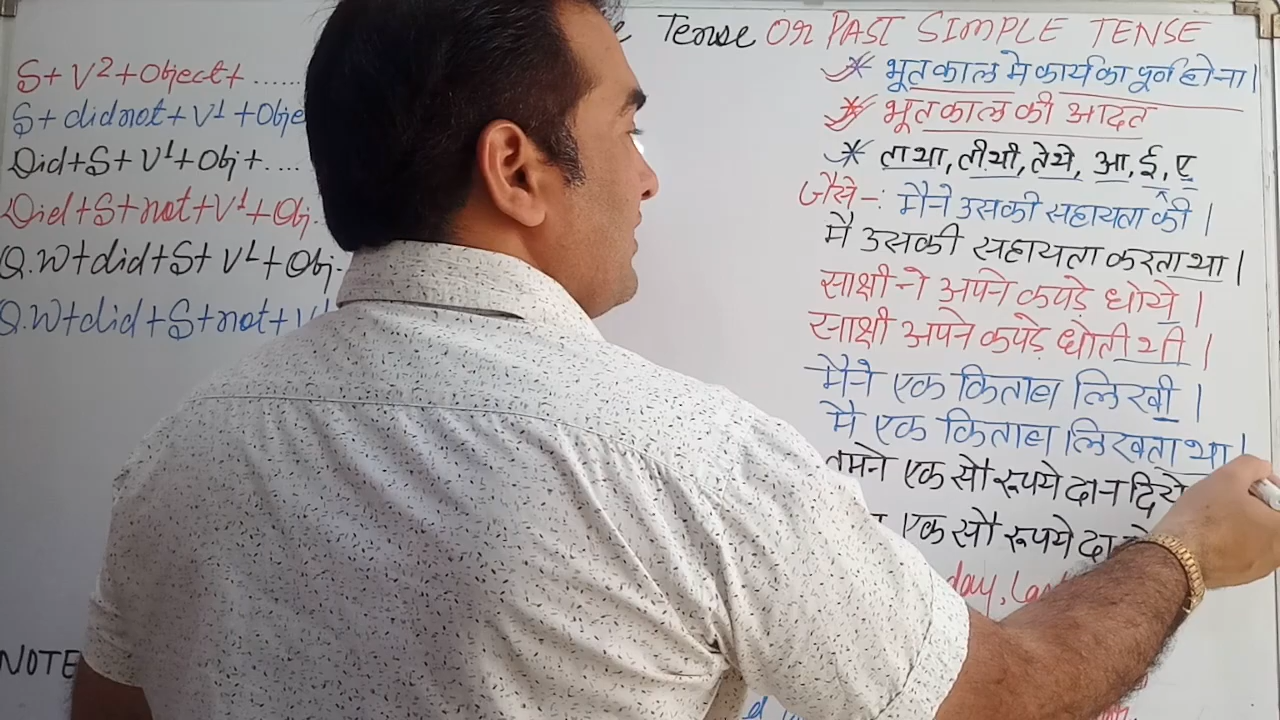 Tense OR PAST SIMPLE TENSE
S+V2+Object+......
S+did not+V1+Obje
Did+S+V1+Obj+....
Did+S+not+V1+Obj.
Q.W+did+S+V1+Obj.
Q.W+did+S+not+V
NOTE
* भूतकाल मे कार्य का पूर्न होना।
* भूतकाल की आदत
* ता था, ती थी, ते थे, आ, ई, ए
जैसे-: मैने उसकी सहायता की।
मै उसकी सहायता करता था।
साक्षी ने अपने कपड़े धोये।
साक्षी अपने कपड़े धोती थी।
मैने एक किताब लिखी।
मै एक किताब लिखता था।
तुमने एक सौ रूपये दान दिये
एक सौ रूपये दा
day, La